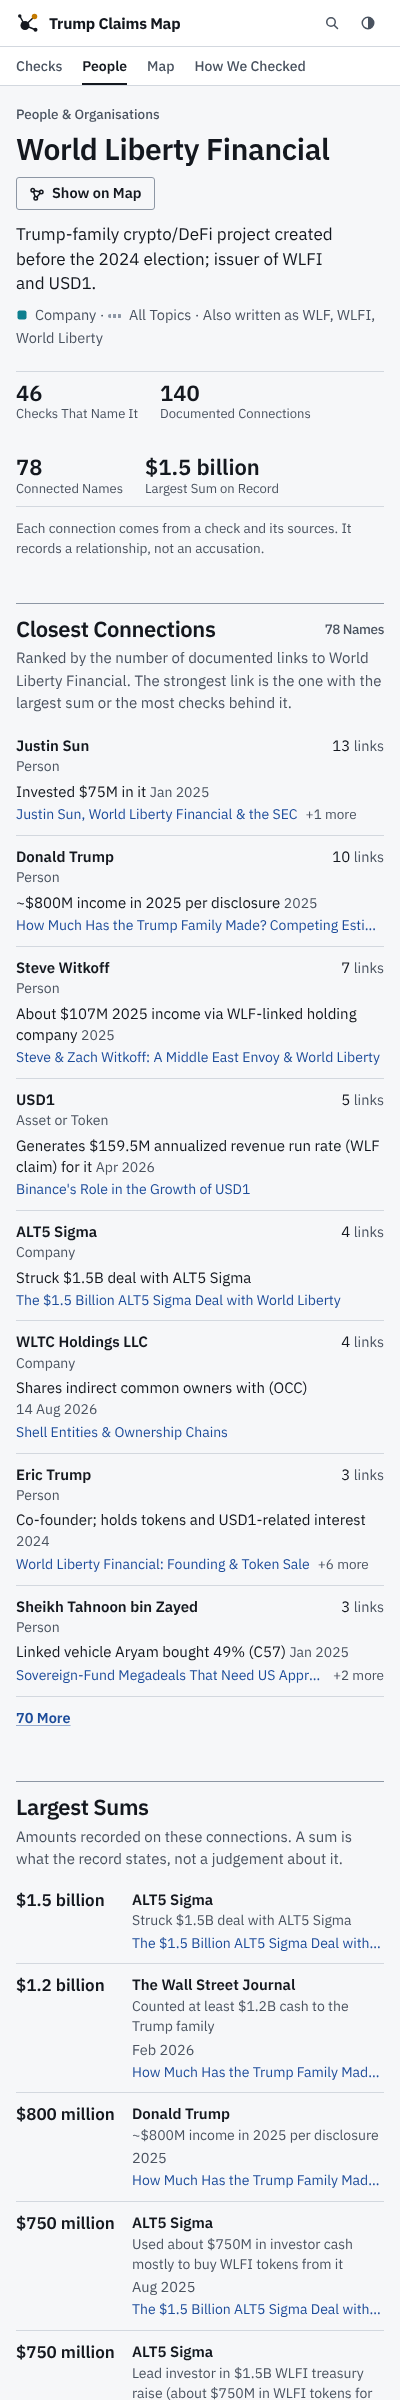 Trump Claims Map
Checks People Map How We Checked
People & Organisations
World Liberty Financial
Show on Map
Trump-family crypto/DeFi project created
before the 2024 election; issuer of WLFI
and USD1.
Company · All Topics · Also written as WLF, WLFI,
World Liberty
46 140
Checks That Name It Documented Connections
78 $1.5 billion
Connected Names Largest Sum on Record
Each connection comes from a check and its sources. It
records a relationship, not an accusation.
Closest Connections 78 Names
Ranked by the number of documented links to World
Liberty Financial. The strongest link is the one with the
largest sum or the most checks behind it.
Justin Sun 13 links
Person
Invested $75M in it Jan 2025
Justin Sun, World Liberty Financial & the SEC +1 more
Donald Trump 10 links
Person
~$800M income in 2025 per disclosure 2025
How Much Has the Trump Family Made? Competing Esti...
Steve Witkoff 7 links
Person
About $107M 2025 income via WLF-linked holding
company 2025
Steve & Zach Witkoff: A Middle East Envoy & World Liberty
USD1 5 links
Asset or Token
Generates $159.5M annualized revenue run rate (WLF
claim) for it Apr 2026
Binance's Role in the Growth of USD1
ALT5 Sigma 4 links
Company
Struck $1.5B deal with ALT5 Sigma
The $1.5 Billion ALT5 Sigma Deal with World Liberty
WLTC Holdings LLC 4 links
Company
Shares indirect common owners with (OCC)
14 Aug 2026
Shell Entities & Ownership Chains
Eric Trump 3 links
Person
Co-founder; holds tokens and USD1-related interest
2024
World Liberty Financial: Founding & Token Sale +6 more
Sheikh Tahnoon bin Zayed 3 links
Person
Linked vehicle Aryam bought 49% (C57) Jan 2025
Sovereign-Fund Megadeals That Need US Appr... +2 more
70 More
Largest Sums
Amounts recorded on these connections. A sum is
what the record states, not a judgement about it.
$1.5 billion ALT5 Sigma
Struck $1.5B deal with ALT5 Sigma
The $1.5 Billion ALT5 Sigma Deal with...
$1.2 billion The Wall Street Journal
Counted at least $1.2B cash to the
Trump family
Feb 2026
How Much Has the Trump Family Mad...
$800 million Donald Trump
~$800M income in 2025 per disclosure
2025
How Much Has the Trump Family Mad...
$750 million ALT5 Sigma
Used about $750M in investor cash
mostly to buy WLFI tokens from it
Aug 2025
The $1.5 Billion ALT5 Sigma Deal with...
$750 million ALT5 Sigma
Lead investor in $1.5B WLFI treasury
raise (about $750M in WLFI tokens for